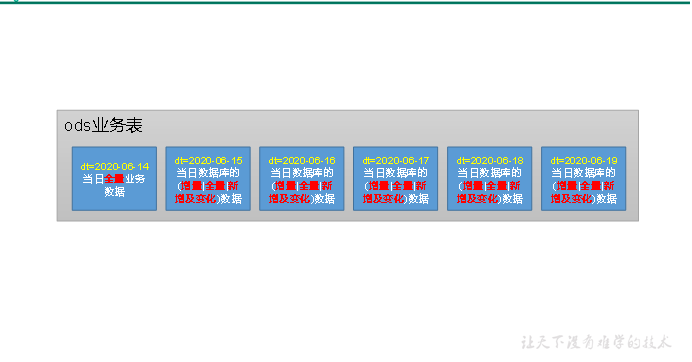 ods业务表
dt=2020-06-14
当日全量业务
数据
dt=2020-06-15
当日数据库的
(增量|全量|新
增及变化)数据
dt=2020-06-16
当日数据库的
(增量|全量|新
增及变化)数据
dt=2020-06-17
当日数据库的
(增量|全量|新
增及变化)数据
dt=2020-06-18
当日数据库的
(增量|全量|新
增及变化)数据
dt=2020-06-19
当日数据库的
(增量|全量|新
增及变化)数据
让天下没有难学的技术